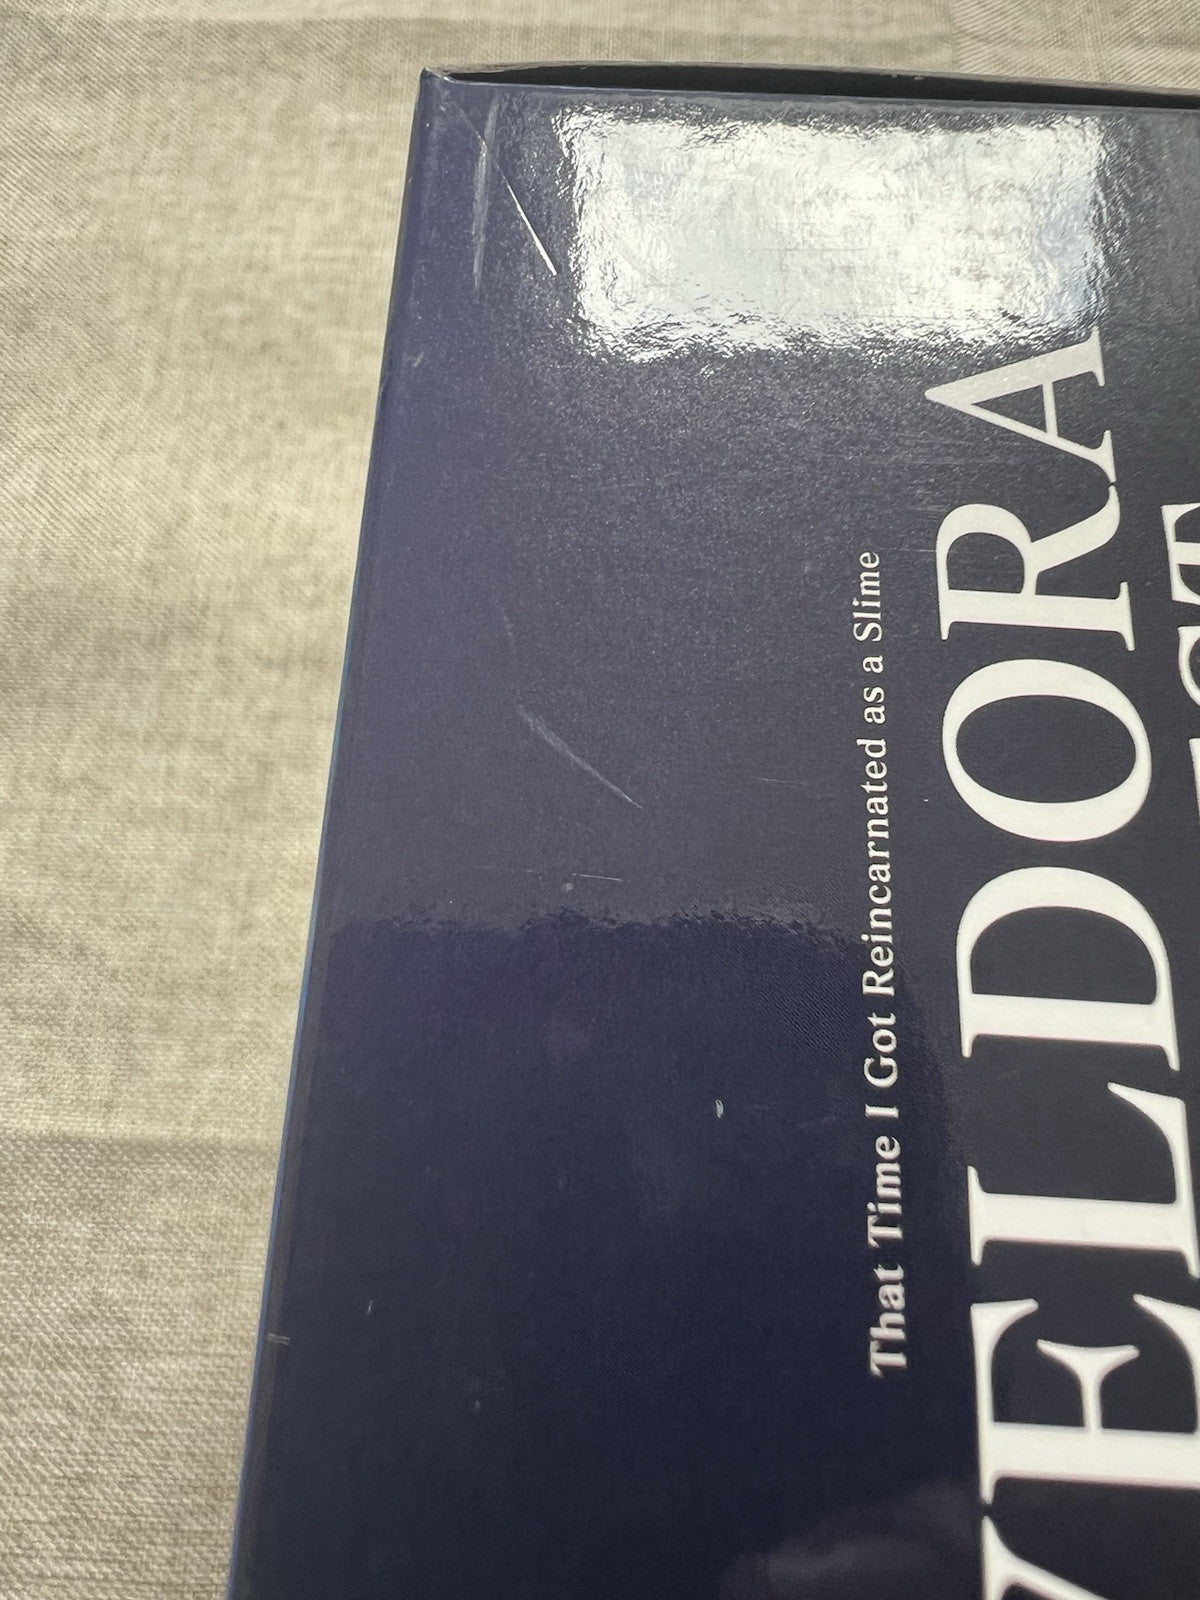 That Time I Got Reincarnated as a Slime
VELDORA